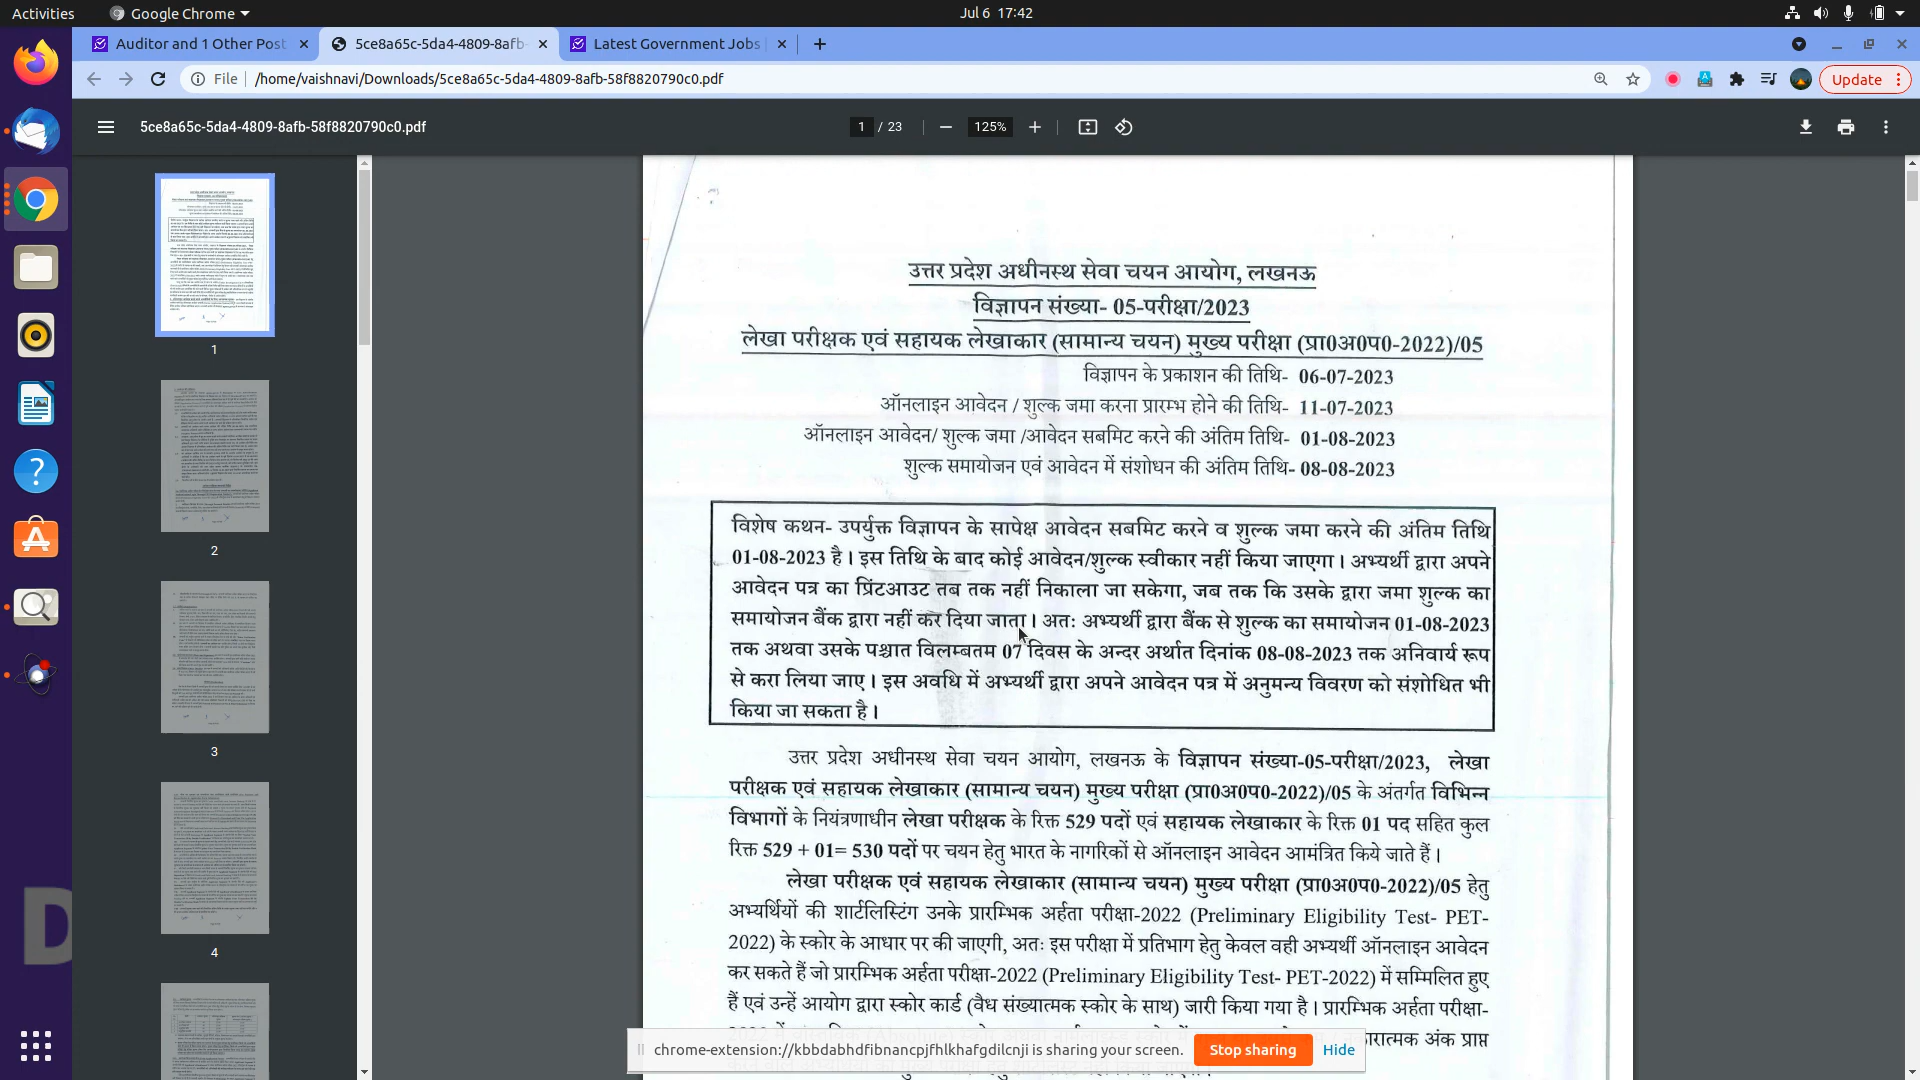 Activities
Google Chrome
Jul 6 17:42
Auditor and 1 Other Post
5ce8a65c-5da4-4809-8afb-
Latest Government Jobs
File
/home/vaishnavi/Downloads/5ce8a65c-5da4-4809-8afb-58f8820790c0.pdf
Update
5ce8a65c-5da4-4809-8afb-58f8820790c0.pdf
1 / 23
125%
1
2
3
4
उत्तर प्रदेश अधीनस्थ सेवा चयन आयोग, लखनऊ
विज्ञापन संख्या- 05-परीक्षा/2023
लेखा परीक्षक एवं सहायक लेखाकार (सामान्य चयन) मुख्य परीक्षा (प्रा0अ0प0-2022)/05
विज्ञापन के प्रकाशन की तिथि- 06-07-2023
ऑनलाइन आवेदन / शुल्क जमा करना प्रारम्भ होने की तिथि- 11-07-2023
ऑनलाइन आवेदन/ शुल्क जमा /आवेदन सबमिट करने की अंतिम तिथि- 01-08-2023
शुल्क समायोजन एवं आवेदन में संशोधन की अंतिम तिथि- 08-08-2023
विशेष कथन- उपर्युक्त विज्ञापन के सापेक्ष आवेदन सबमिट करने व शुल्क जमा करने की अंतिम तिथि
01-08-2023 है। इस तिथि के बाद कोई आवेदन/शुल्क स्वीकार नहीं किया जाएगा। अभ्यर्थी द्वारा अपने
आवेदन पत्र का प्रिंटआउट तब तक नहीं निकाला जा सकेगा, जब तक कि उसके द्वारा जमा शुल्क का
समायोजन बैंक द्वारा नहीं कर दिया जाता। अतः अभ्यर्थी द्वारा बैंक से शुल्क का समायोजन 01-08-2023
तक अथवा उसके पश्चात विलम्बतम 07 दिवस के अन्दर अर्थात दिनांक 08-08-2023 तक अनिवार्य रूप
से करा लिया जाए। इस अवधि में अभ्यर्थी द्वारा अपने आवेदन पत्र में अनुमन्य विवरण को संशोधित भी
किया जा सकता है।
उत्तर प्रदेश अधीनस्थ सेवा चयन आयोग, लखनऊ के विज्ञापन संख्या-05-परीक्षा/2023, लेखा
परीक्षक एवं सहायक लेखाकार (सामान्य चयन) मुख्य परीक्षा (प्रा0अ0प0-2022)/05 के अंतर्गत विभिन्न
विभागों के नियंत्रणाधीन लेखा परीक्षक के रिक्त 529 पदों एवं सहायक लेखाकार के रिक्त 01 पद सहित कुल
रिक्त 529 + 01= 530 पदों पर चयन हेतु भारत के नागरिकों से ऑनलाइन आवेदन आमंत्रित किये जाते हैं।
लेखा परीक्षक एवं सहायक लेखाकार (सामान्य चयन) मुख्य परीक्षा (प्रा0अ0प0-2022)/05 हेतु
अभ्यर्थियों की शार्टलिस्टिंग उनके प्रारम्भिक अर्हता परीक्षा-2022 (Preliminary Eligibility Test- PET-
2022) के स्कोर के आधार पर की जाएगी, अतः इस परीक्षा में प्रतिभाग हेतु केवल वही अभ्यर्थी ऑनलाइन आवेदन
कर सकते हैं जो प्रारम्भिक अर्हता परीक्षा-2022 (Preliminary Eligibility Test- PET-2022) में सम्मिलित हुए
हैं एवं उन्हें आयोग द्वारा स्कोर कार्ड (वैध संख्यात्मक स्कोर के साथ) जारी किया गया है। प्रारम्भिक अर्हता परीक्षा-
अंक प्राप्त
chrome-extension://kbbdabhdfibnancpjfhlkhafgdilcnji is sharing your screen.
Stop sharing
Hide